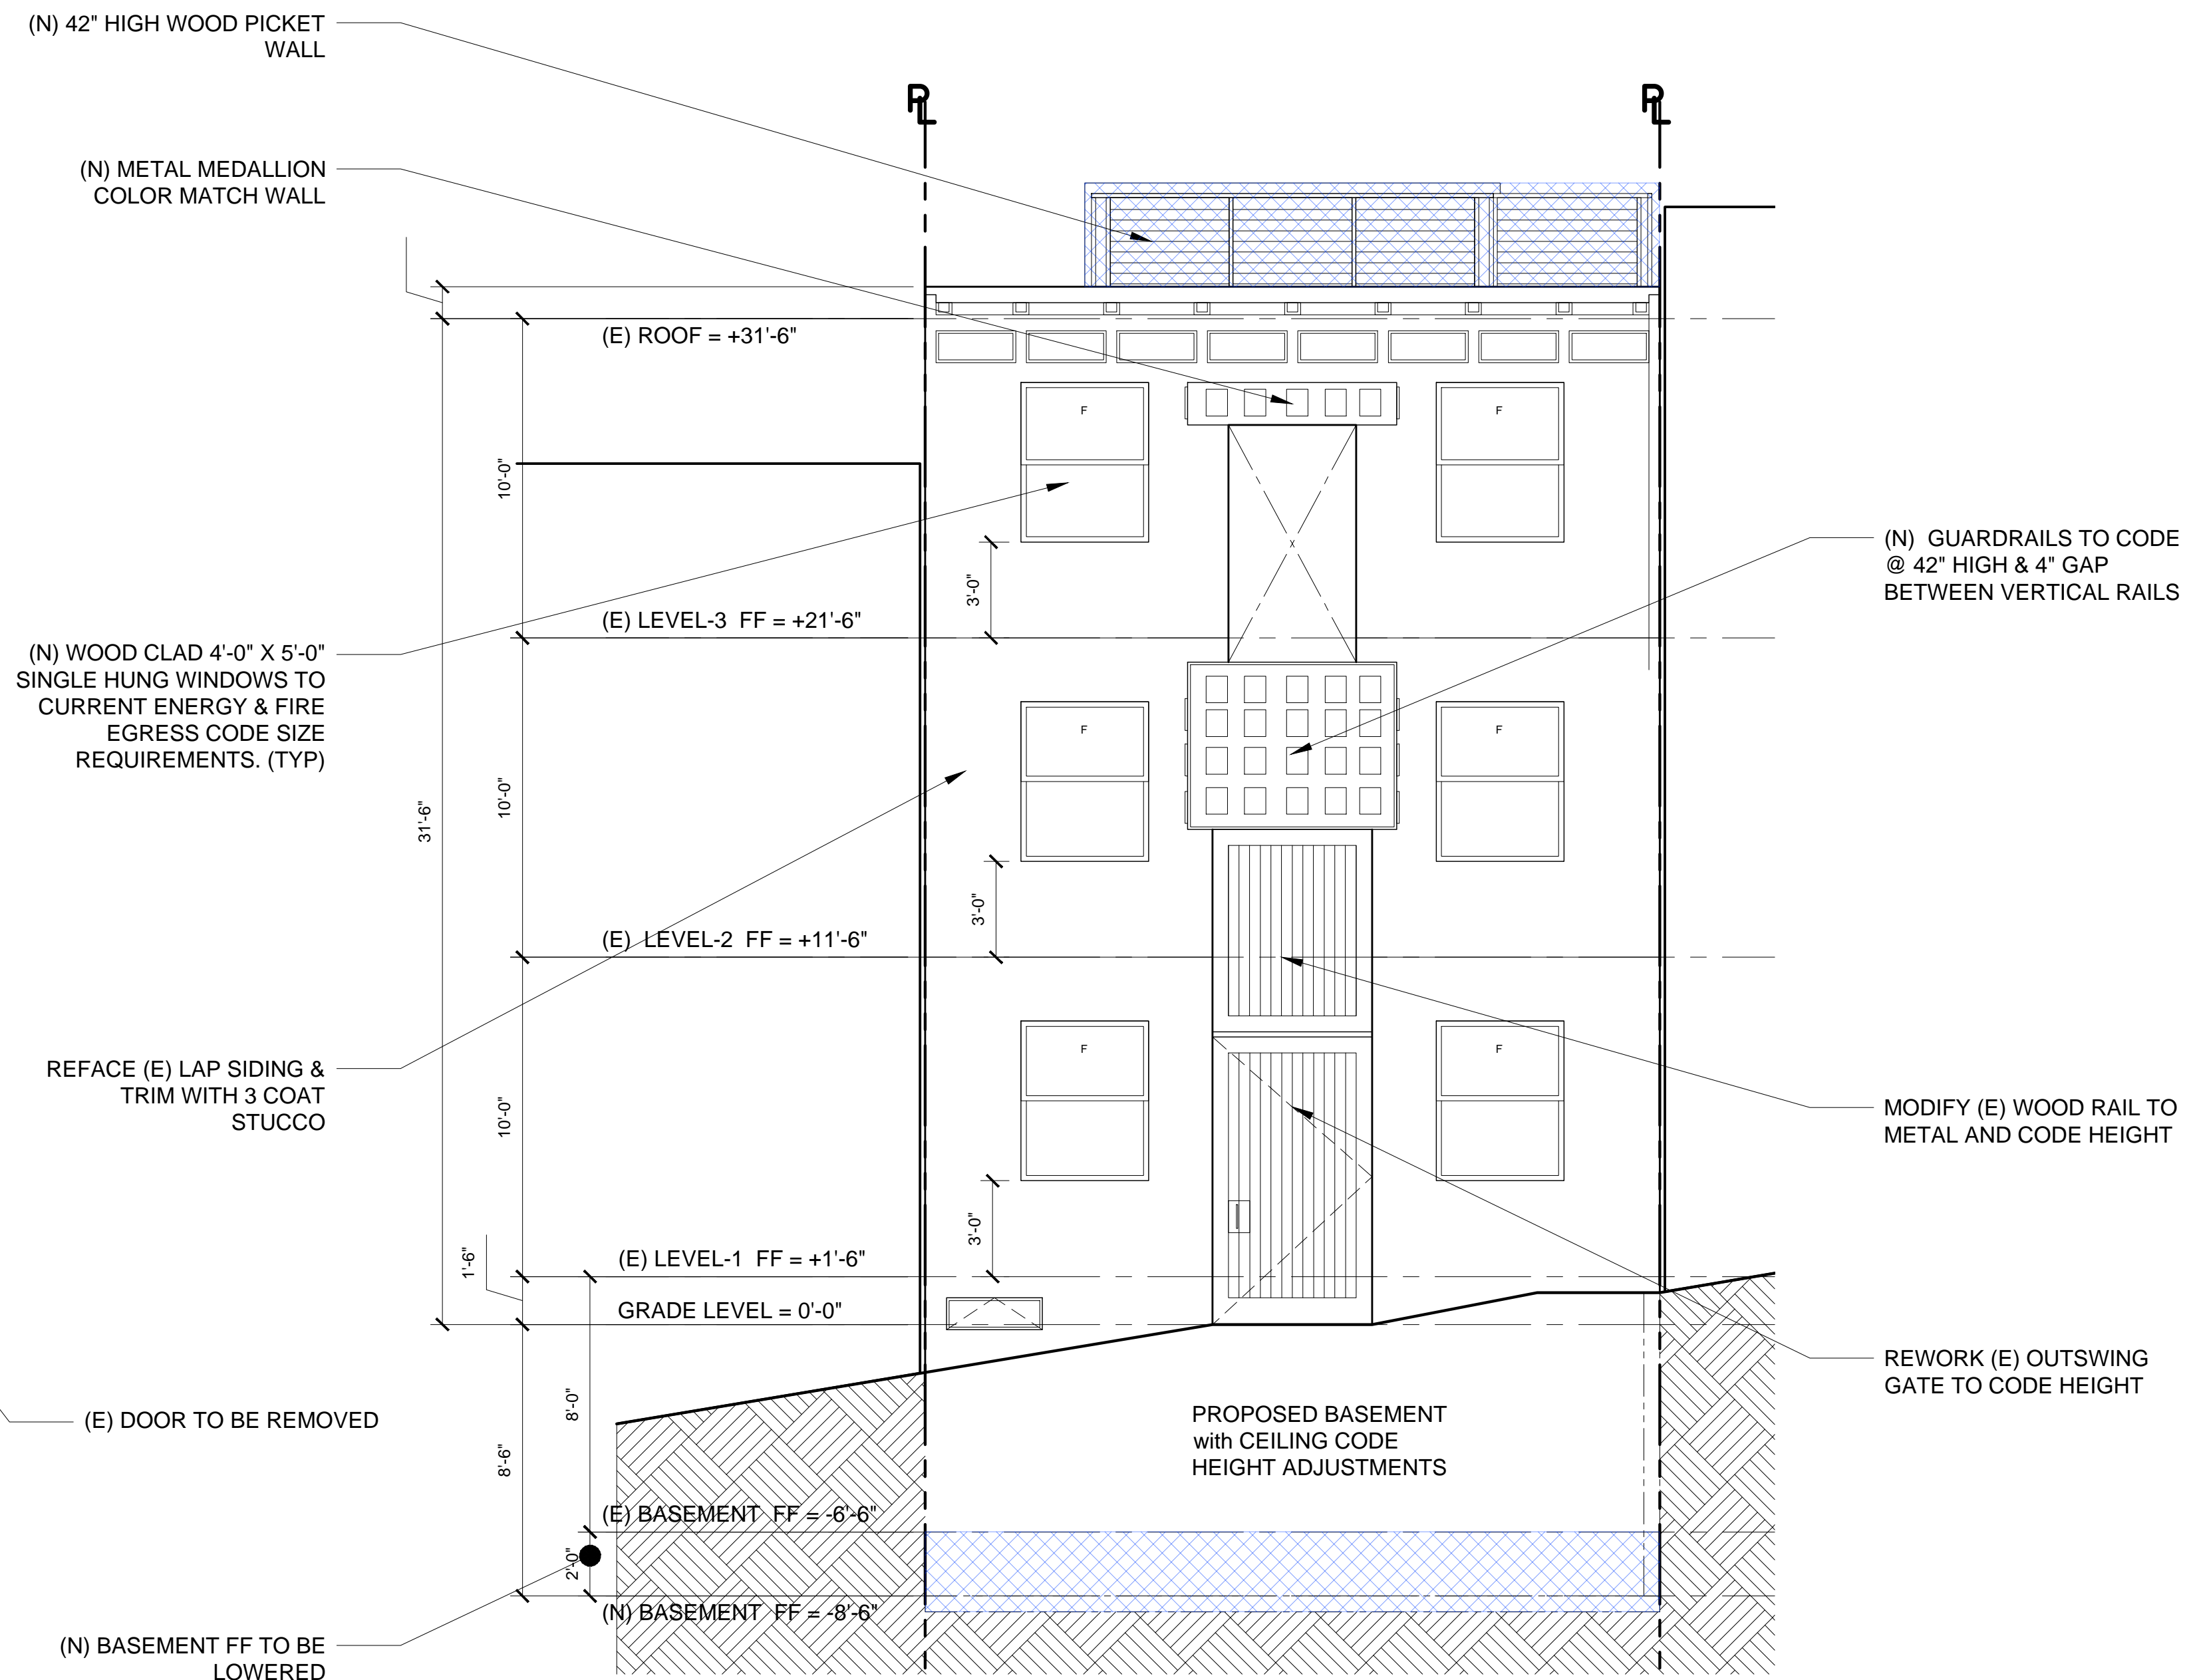 (N) 42" HIGH WOOD PICKET
WALL
PL
PL
(N) METAL MEDALLION
COLOR MATCH WALL
(E) ROOF = +31'-6"
F
F
10'-0"
X
(N)  GUARDRAILS TO CODE
@ 42" HIGH & 4" GAP
BETWEEN VERTICAL RAILS
3'-0"
(E) LEVEL-3  FF = +21'-6"
(N) WOOD CLAD 4'-0" X 5'-0"
SINGLE HUNG WINDOWS TO
CURRENT ENERGY & FIRE
EGRESS CODE SIZE
REQUIREMENTS. (TYP)
F
F
10'-0"
31'-6"
3'-0"
(E)  LEVEL-2  FF = +11'-6"
REFACE (E) LAP SIDING &
TRIM WITH 3 COAT
STUCCO
F
F
10'-0"
MODIFY (E) WOOD RAIL TO
METAL AND CODE HEIGHT
3'-0"
1'-6"
(E) LEVEL-1  FF = +1'-6"
GRADE LEVEL = 0'-0"
REWORK (E) OUTSWING
GATE TO CODE HEIGHT
(E) DOOR TO BE REMOVED
8'-0"
8'-6"
PROPOSED BASEMENT
with CEILING CODE
HEIGHT ADJUSTMENTS
(E) BASEMENT  FF = -6'-6"
2'-0"
(N) BASEMENT  FF = -8'-6"
(N) BASEMENT FF TO BE
LOWERED